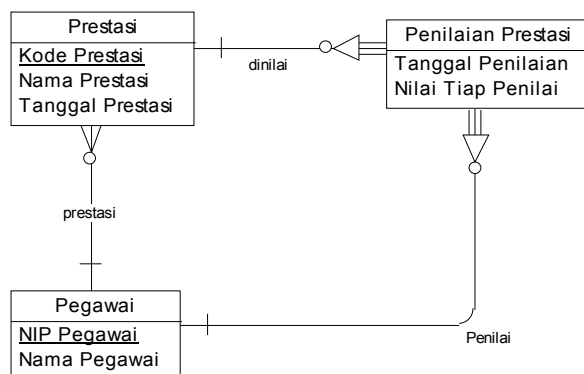 Prestasi
Kode Prestasi
Nama Prestasi
Tanggal Prestasi
dinilai
Penilaian Prestasi
Tanggal Penilaian
Nilai Tiap Penilai
prestasi
Pegawai
NIP Pegawai
Nama Pegawai
Penilai